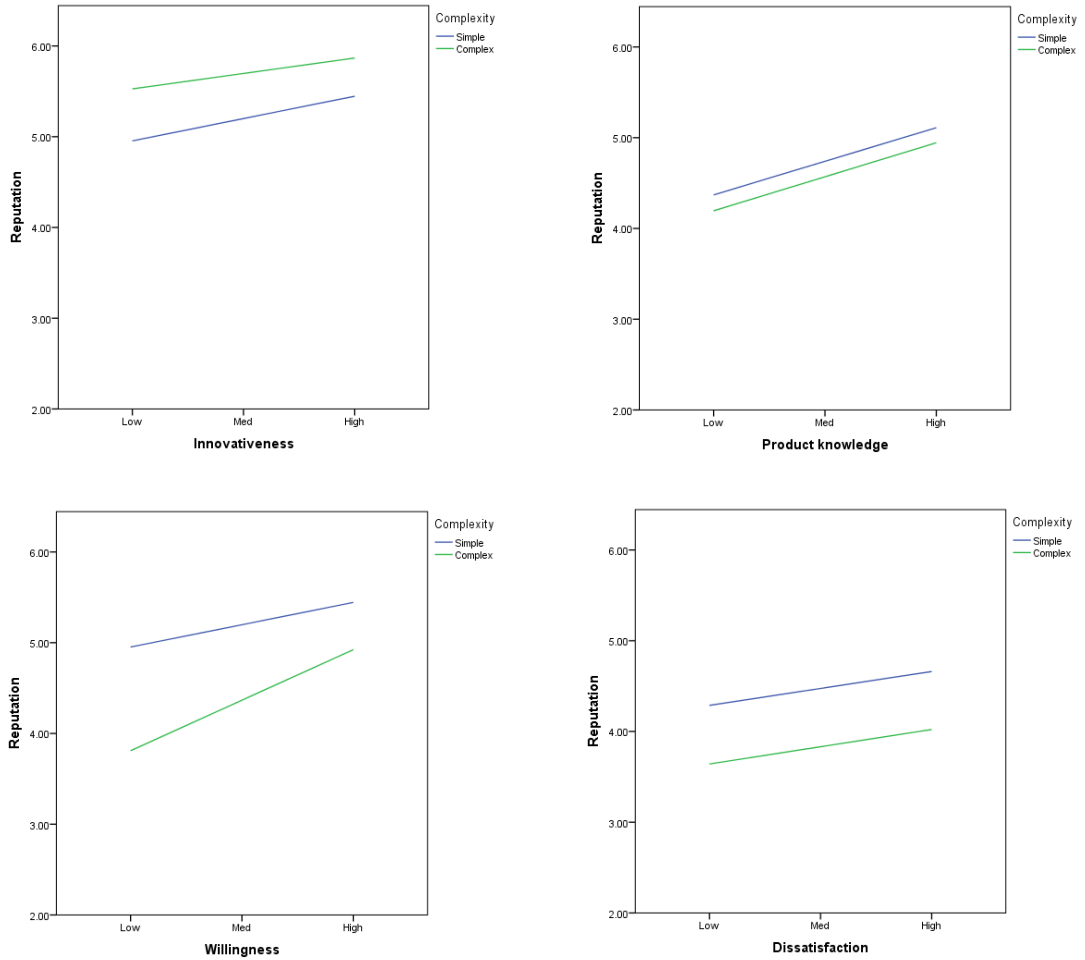 Complexity
Simple
Complex
6.00
5.00
4.00
3.00
2.00
Reputation
Low Med High
Innovativeness
Complexity
Simple
Complex
6.00
5.00
4.00
3.00
2.00
Reputation
Low Med High
Product knowledge
Complexity
Simple
Complex
6.00
5.00
4.00
3.00
2.00
Reputation
Low Med High
Willingness
Complexity
Simple
Complex
6.00
5.00
4.00
3.00
2.00
Reputation
Low Med High
Dissatisfaction